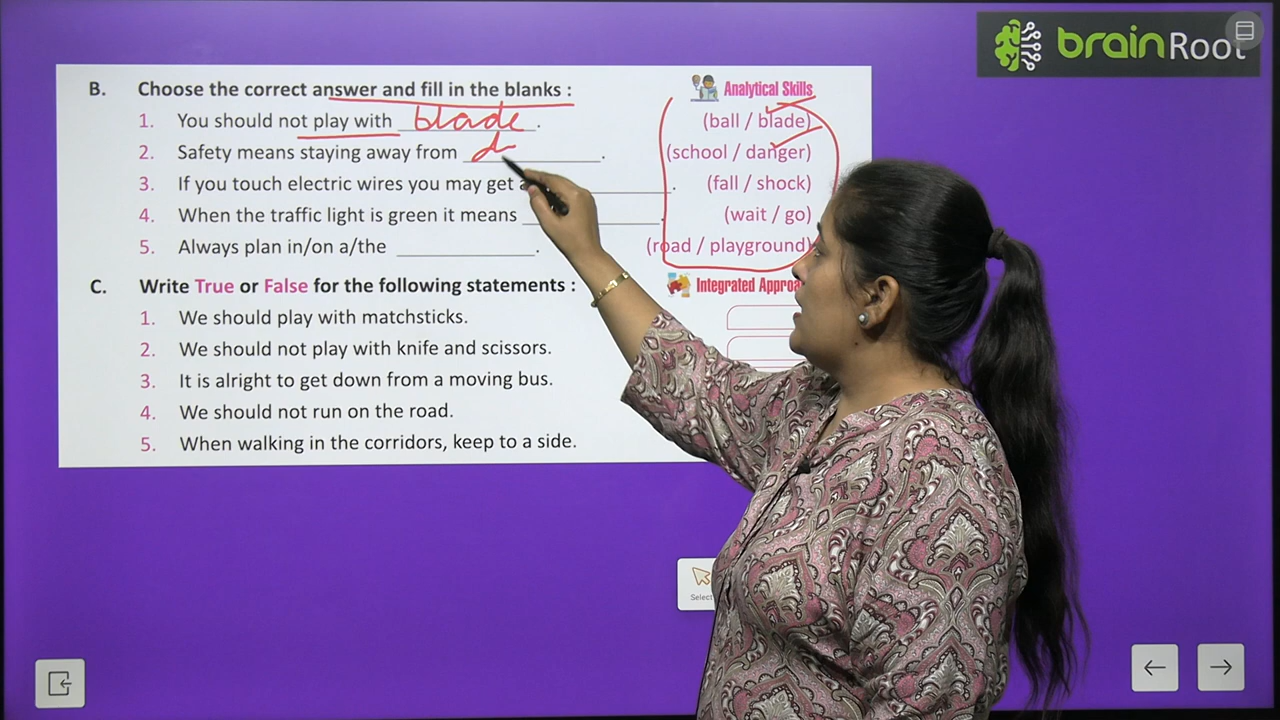 brainRoot
B. Choose the correct answer and fill in the blanks : Analytical Skills
1. You should not play with blade. (ball / blade)
2. Safety means staying away from d____. (school / danger)
3. If you touch electric wires you may get ____. (fall / shock)
4. When the traffic light is green it means ____. (wait / go)
5. Always plan in/on a/the ____. (road / playground)
C. Write True or False for the following statements : Integrated
1. We should play with matchsticks.
2. We should not play with knife and scissors.
3. It is alright to get down from a moving bus.
4. We should not run on the road.
5. When walking in the corridors, keep to a side.
Select